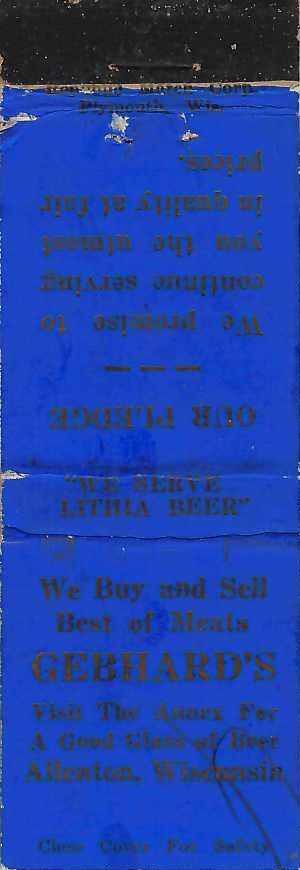 Match Corp.
Plymouth, Wis.
OUR PLEDGE
We promise to
continue serving
you the utmost
in quality at fair
prices.
"WE SERVE
LITHIA BEER"
We Buy and Sell
Best of Meats
GEBHARD'S
Visit The Annex For
A Good Glass of Beer
Allenton, Wisconsin
Close Cover For Safety